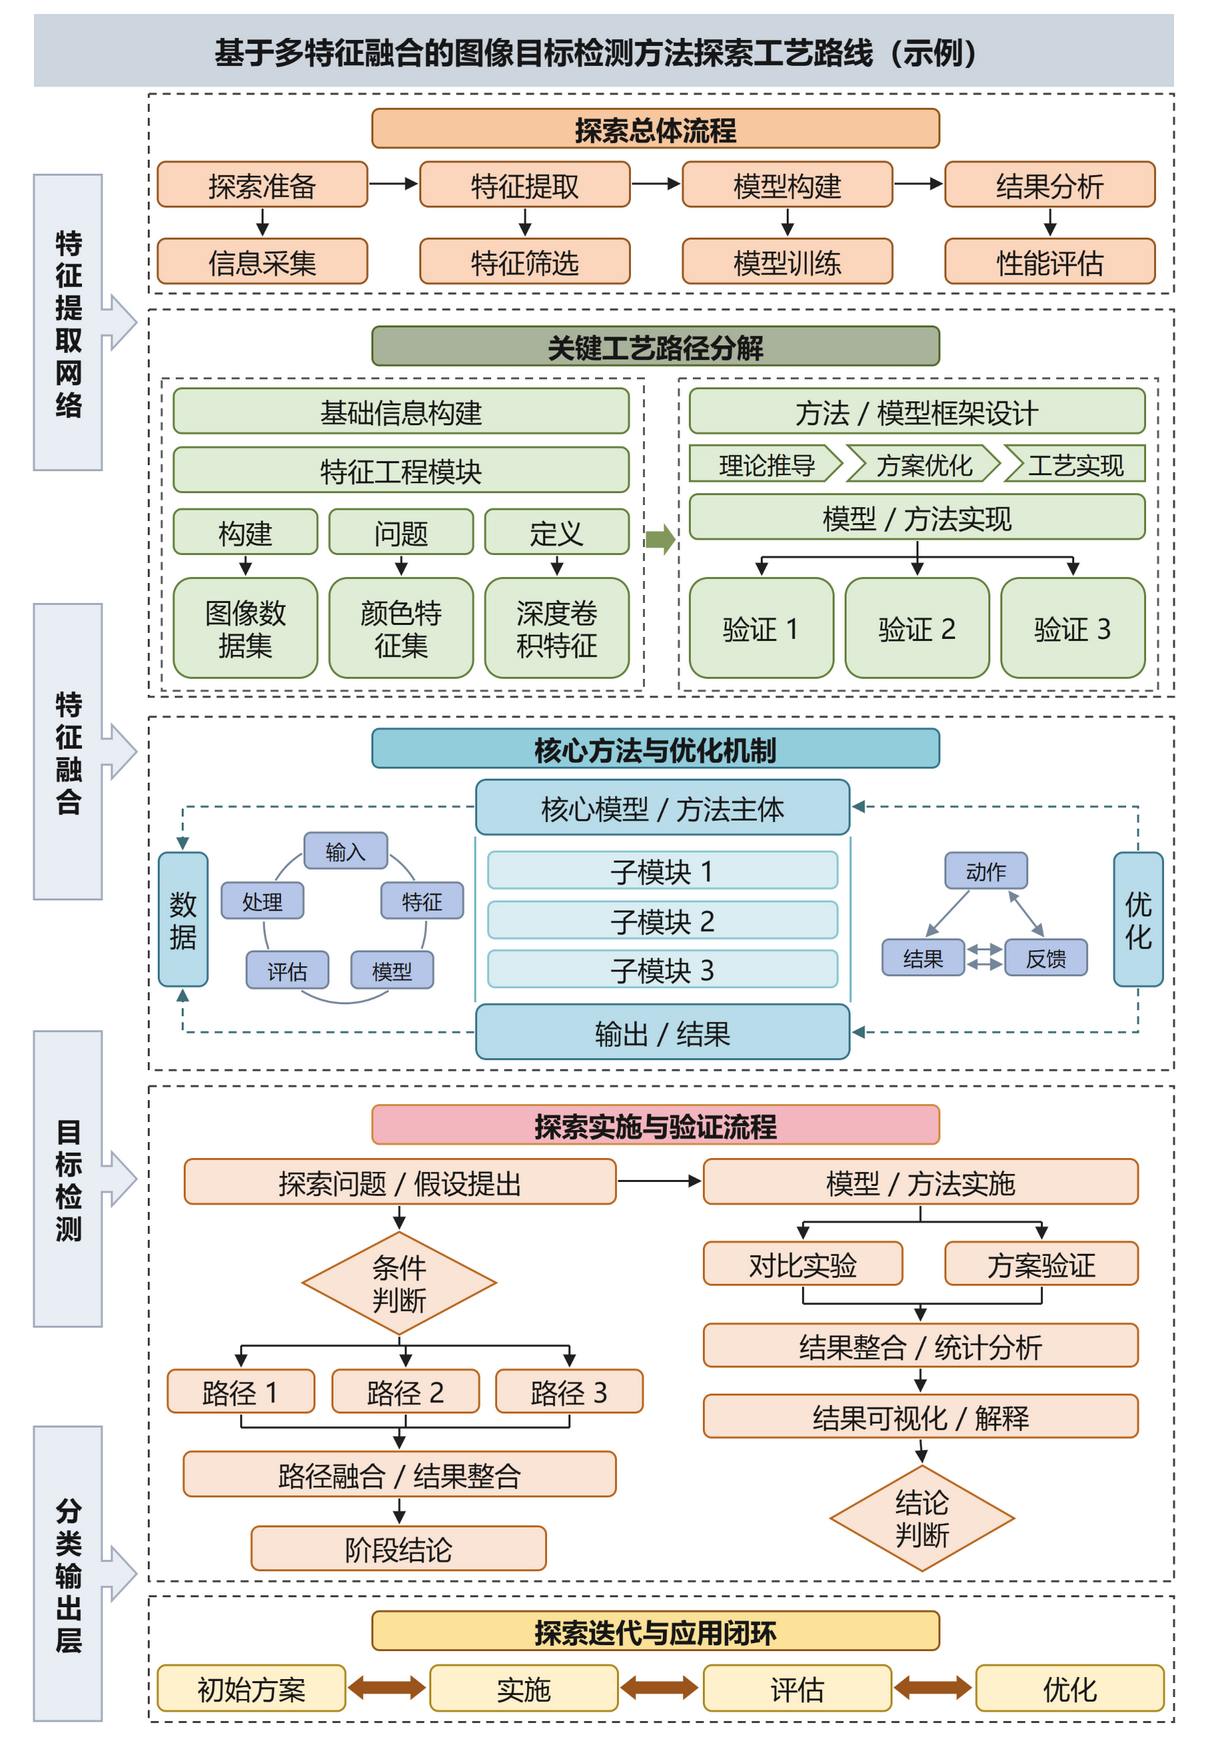 基于多特征融合的图像目标检测方法探索工艺路线（示例）
特征提取网络
特征融合
目标检测
分类输出层
探索总体流程
探索准备
特征提取
模型构建
结果分析
信息采集
特征筛选
模型训练
性能评估
关键工艺路径分解
基础信息构建
特征工程模块
构建
问题
定义
图像数
据集
颜色特
征集
深度卷
积特征
方法 / 模型框架设计
理论推导
方案优化
工艺实现
模型 / 方法实现
验证 1
验证 2
验证 3
核心方法与优化机制
数据
输入
处理
特征
评估
模型
核心模型 / 方法主体
子模块 1
子模块 2
子模块 3
输出 / 结果
动作
结果
反馈
优化
探索实施与验证流程
探索问题 / 假设提出
条件
判断
路径 1
路径 2
路径 3
路径融合 / 结果整合
阶段结论
模型 / 方法实施
对比实验
方案验证
结果整合 / 统计分析
结果可视化 / 解释
结论
判断
探索迭代与应用闭环
初始方案
实施
评估
优化